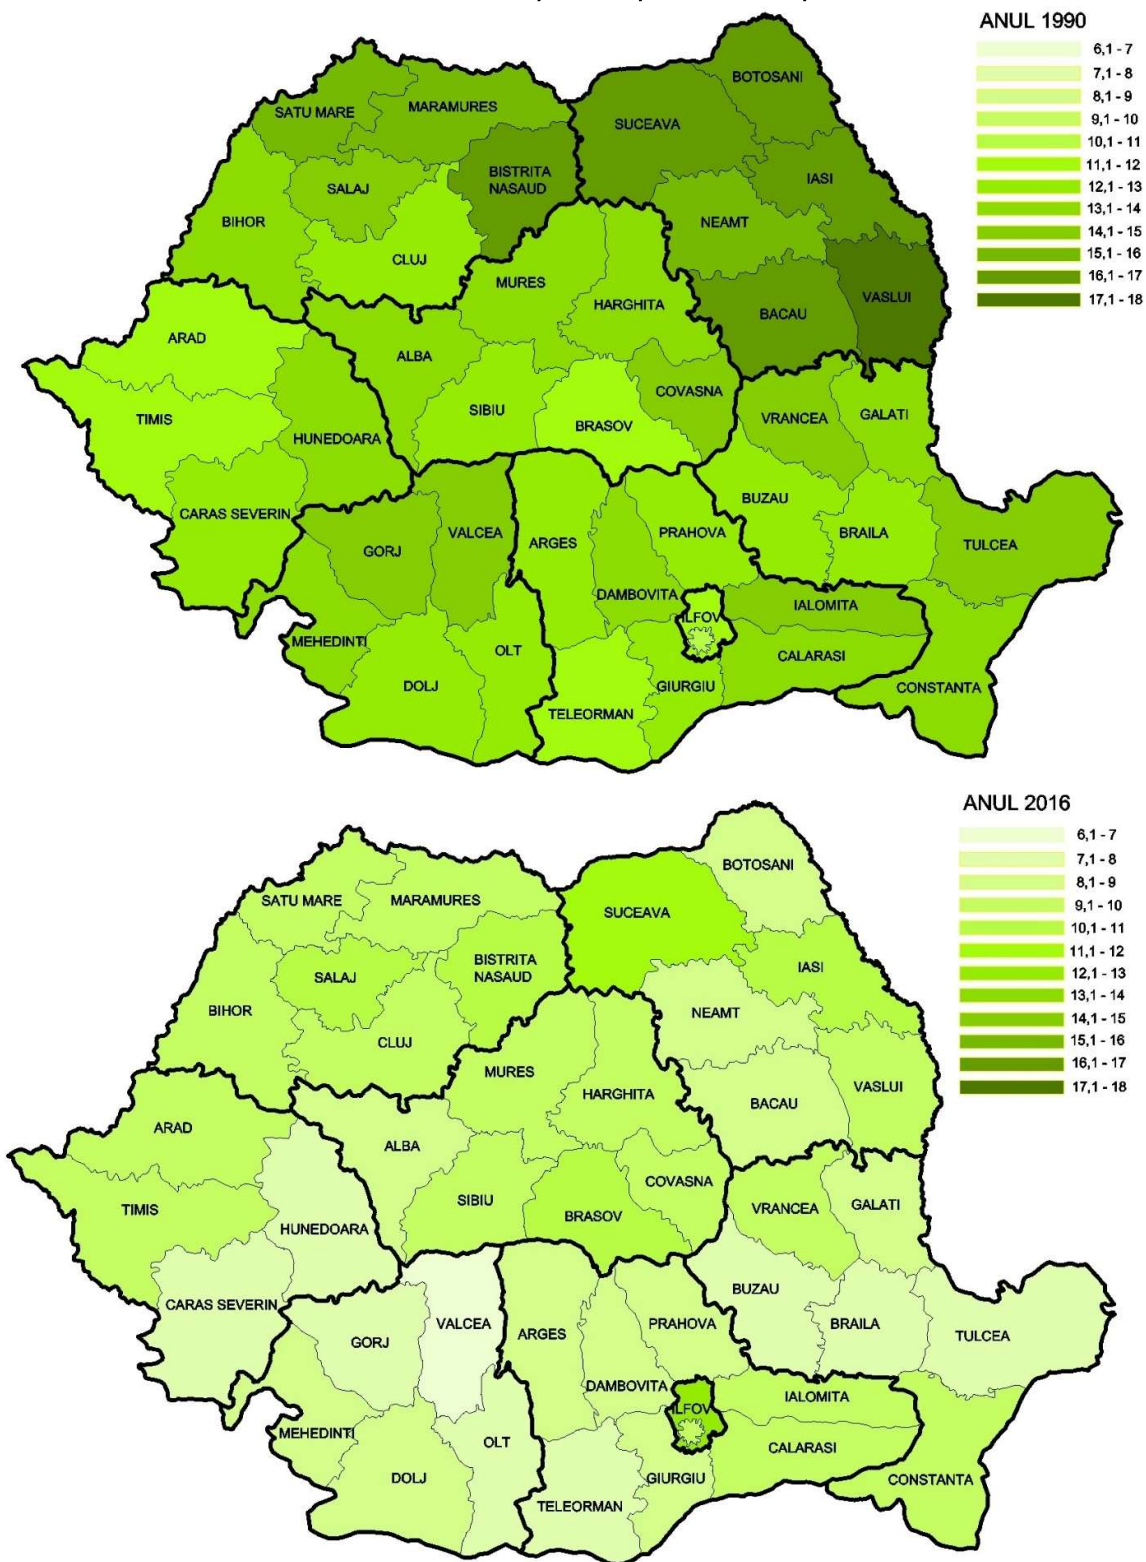 ANUL 1990
6,1 - 7
7,1 - 8
8,1 - 9
9,1 - 10
10,1 - 11
11,1 - 12
12,1 - 13
13,1 - 14
14,1 - 15
15,1 - 16
16,1 - 17
17,1 - 18
BOTOSANI
SATU MARE
MARAMURES
SUCEAVA
BISTRITA
NASAUD
IASI
SALAJ
BIHOR
NEAMT
CLUJ
MURES
HARGHITA
BACAU
VASLUI
ARAD
ALBA
COVASNA
SIBIU
VRANCEA
GALATI
TIMIS
BRASOV
HUNEDOARA
BUZAU
CARAS SEVERIN
VALCEA
PRAHOVA
BRAILA
ARGES
GORJ
TULCEA
DAMBOVITA
IALOMITA
ILFOV
MEHEDINTI
OLT
CALARASI
DOLJ
GIURGIU
CONSTANTA
TELEORMAN
ANUL 2016
6,1 - 7
7,1 - 8
8,1 - 9
9,1 - 10
10,1 - 11
11,1 - 12
12,1 - 13
13,1 - 14
14,1 - 15
15,1 - 16
16,1 - 17
17,1 - 18
BOTOSANI
SATU MARE
MARAMURES
SUCEAVA
BISTRITA
NASAUD
IASI
SALAJ
BIHOR
NEAMT
CLUJ
MURES
HARGHITA
BACAU
VASLUI
ARAD
ALBA
COVASNA
SIBIU
VRANCEA
GALATI
TIMIS
BRASOV
HUNEDOARA
BUZAU
CARAS SEVERIN
VALCEA
PRAHOVA
BRAILA
ARGES
GORJ
TULCEA
DAMBOVITA
IALOMITA
ILFOV
MEHEDINTI
OLT
CALARASI
DOLJ
GIURGIU
CONSTANTA
TELEORMAN